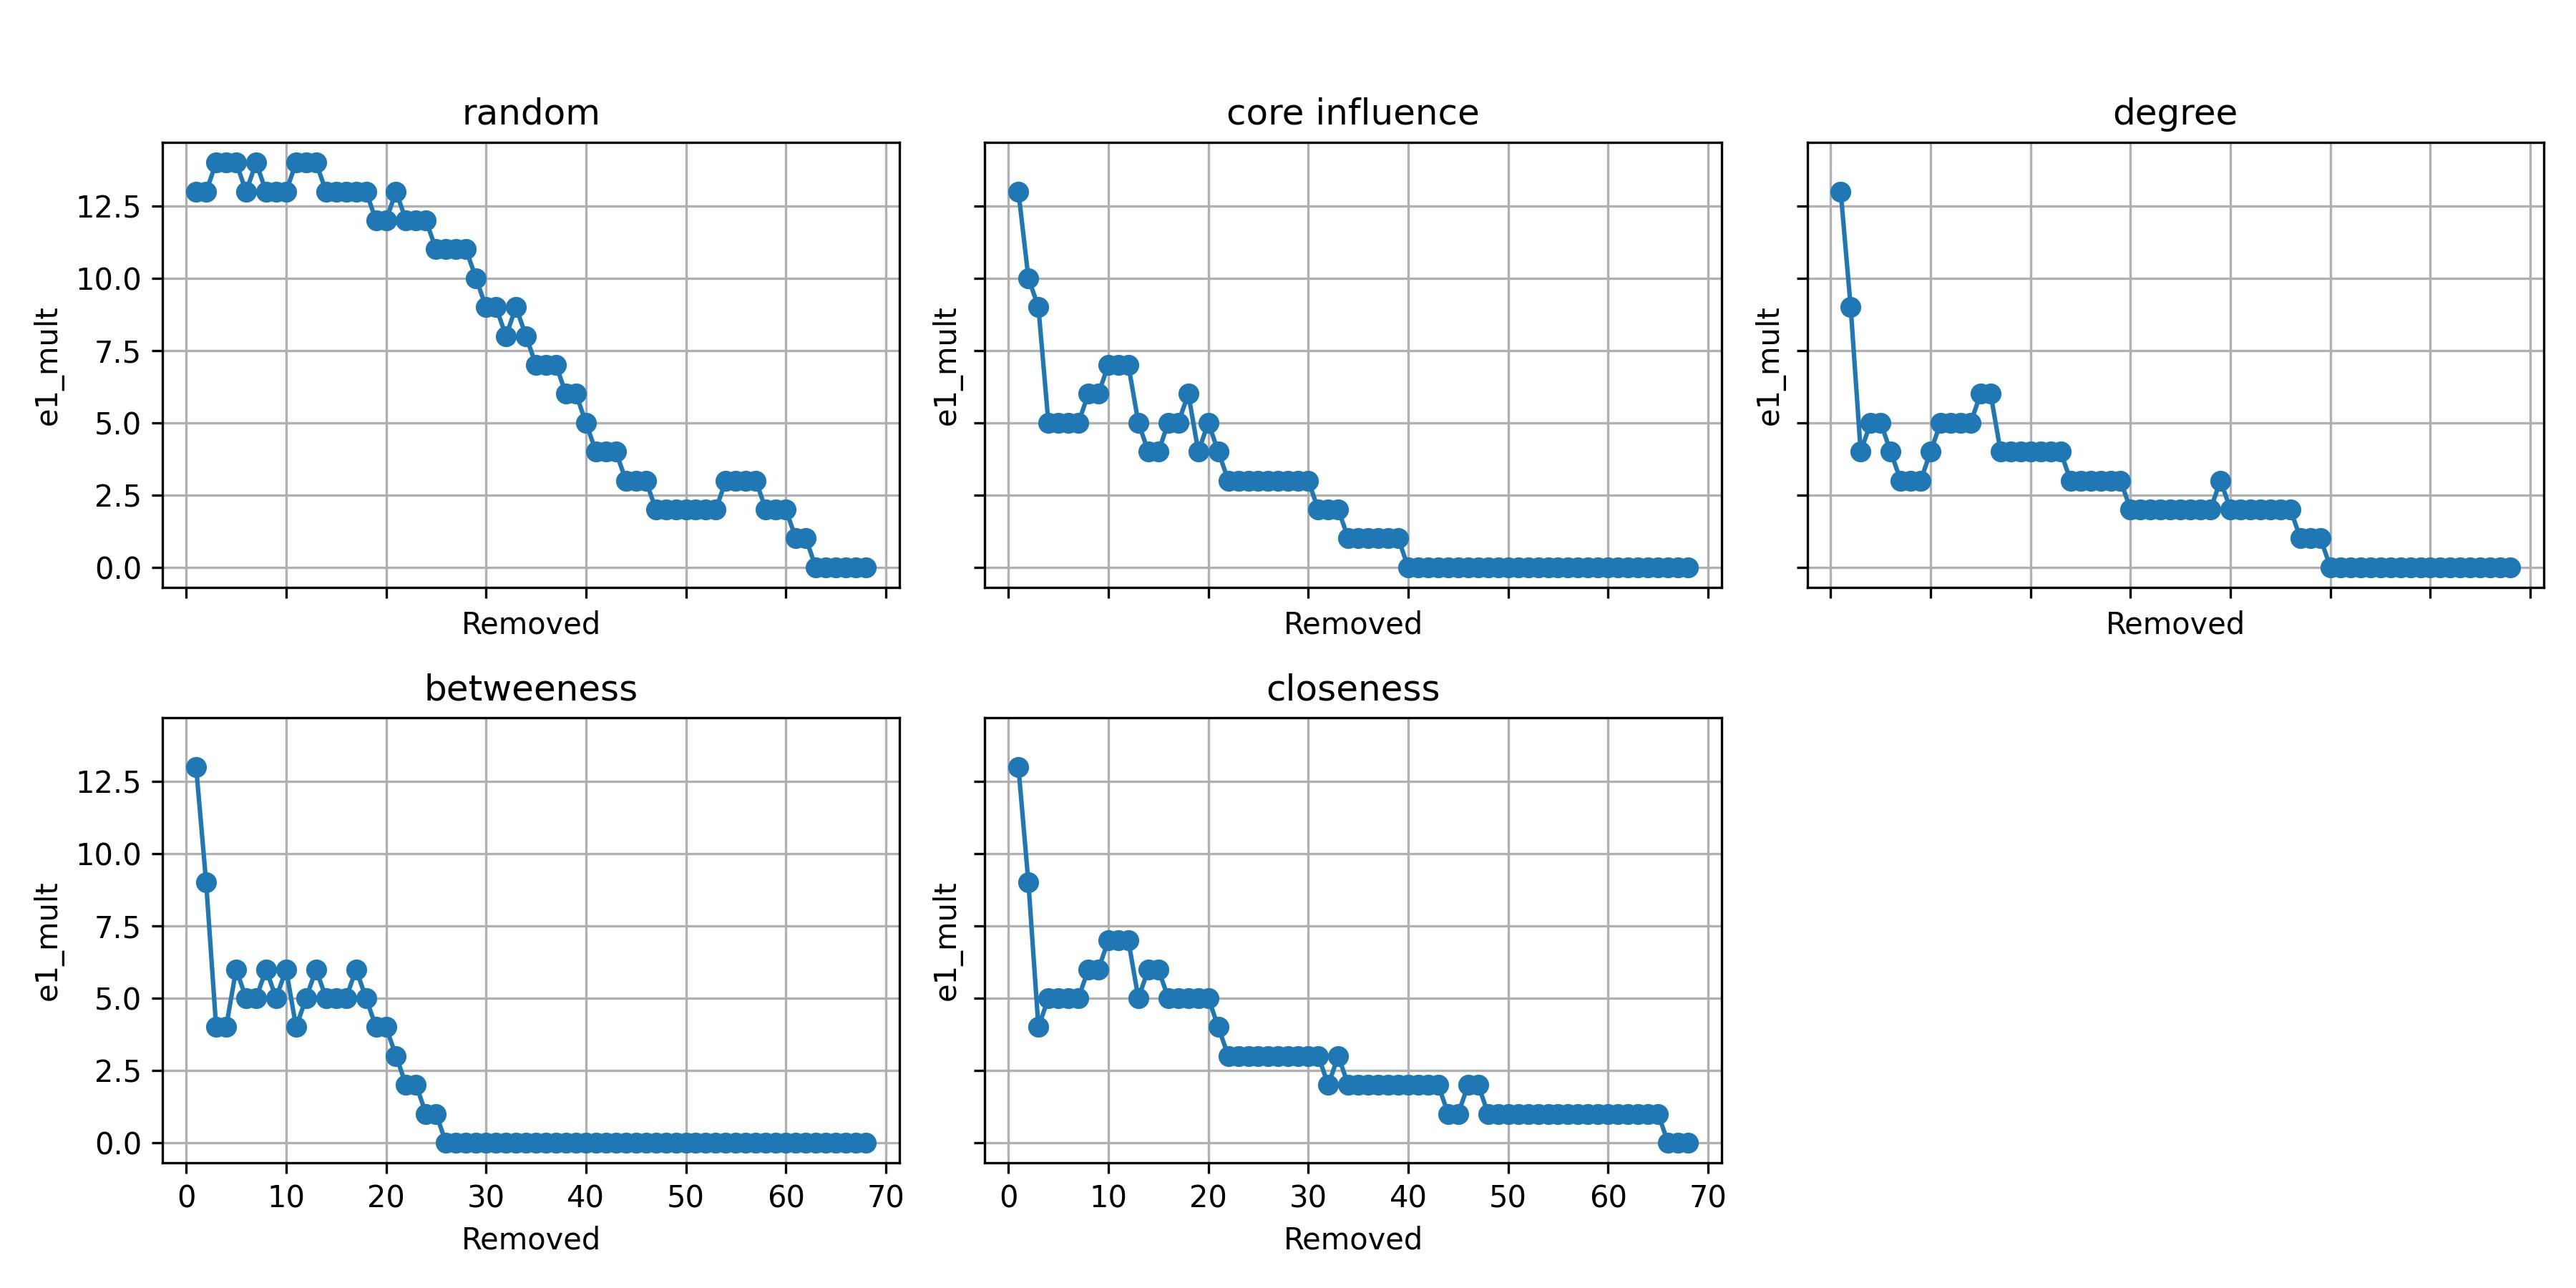 random
core influence
degree
e1_mult
12.5
10.0
7.5
5.0
2.5
0.0
Removed
e1_mult
Removed
e1_mult
Removed
betweeness
closeness
e1_mult
12.5
10.0
7.5
5.0
2.5
0.0
0 10 20 30 40 50 60 70
Removed
e1_mult
0 10 20 30 40 50 60 70
Removed